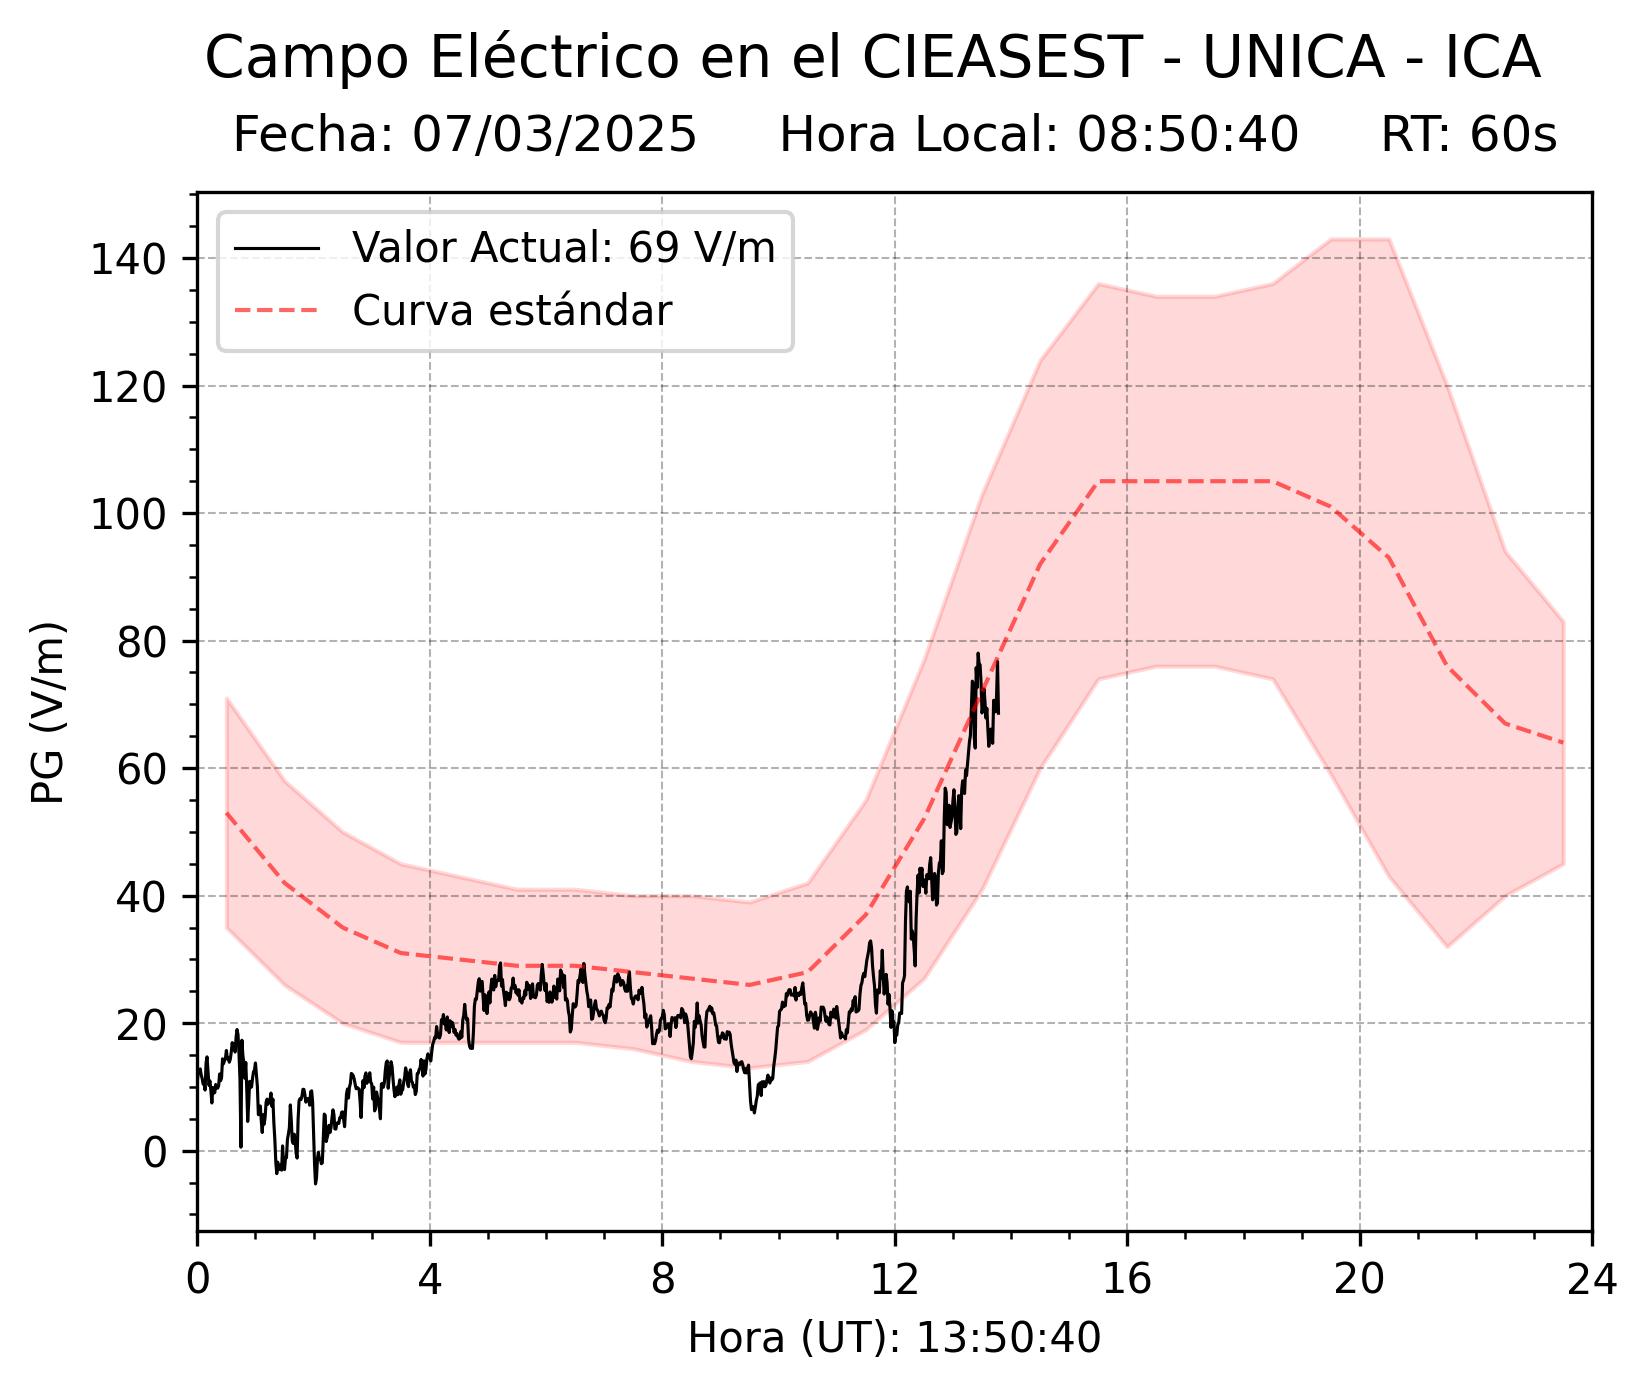 Campo Eléctrico en el CIEASEST - UNICA - ICA
Fecha: 07/03/2025 Hora Local: 08:50:40 RT: 60s
Valor Actual: 69 V/m
Curva estándar
140
120
100
80
60
40
20
0
PG (V/m)
0 4 8 12 16 20 24
Hora (UT): 13:50:40